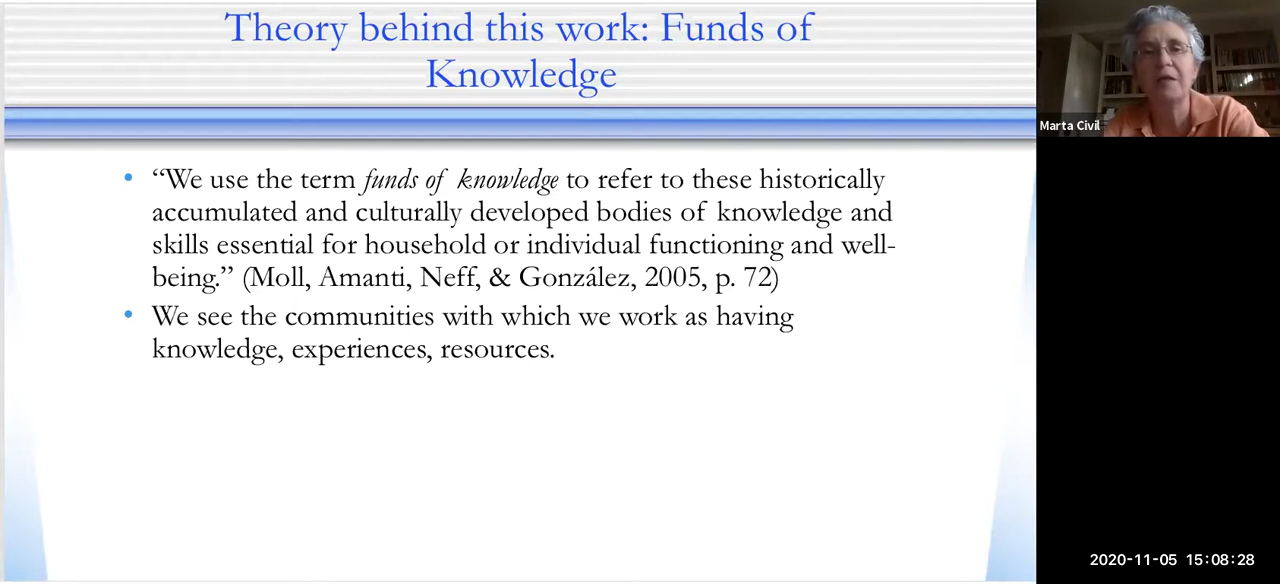 Theory behind this work: Funds of
Knowledge
• “We use the term funds of knowledge to refer to these historically
accumulated and culturally developed bodies of knowledge and
skills essential for household or individual functioning and well-
being.” (Moll, Amanti, Neff, & González, 2005, p. 72)
• We see the communities with which we work as having
knowledge, experiences, resources.
Marta Civil
2020-11-05 15:08:28